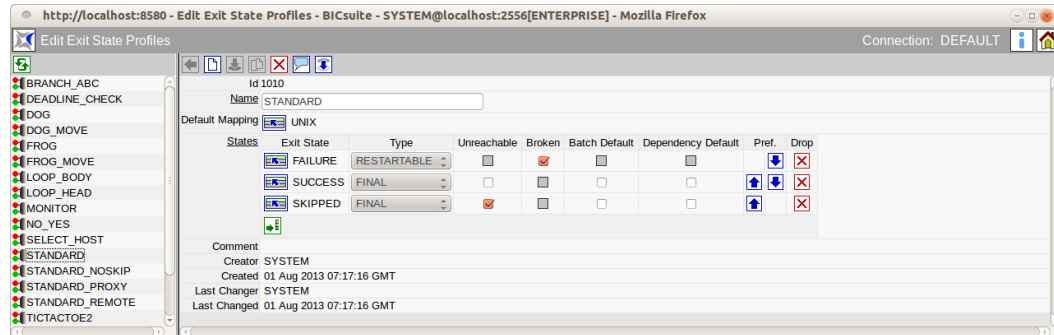 http://localhost:8580 - Edit Exit State Profiles - BICsuite - SYSTEM@localhost:2556[ENTERPRISE] - Mozilla Firefox
Edit Exit State Profiles Connection: DEFAULT
BRANCH_ABC
DEADLINE_CHECK
DOG
DOG_MOVE
FROG
FROG_MOVE
LOOP_BODY
LOOP_HEAD
MONITOR
NO_YES
SELECT_HOST
STANDARD
STANDARD_NOSKIP
STANDARD_PROXY
STANDARD_REMOTE
TICTACTOE2
Id 1010
Name STANDARD
Default Mapping UNIX
States Exit State Type Unreachable Broken Batch Default Dependency Default Pref. Drop
FAILURE RESTARTABLE
SUCCESS FINAL
SKIPPED FINAL
Comment
Creator SYSTEM
Created 01 Aug 2013 07:17:16 GMT
Last Changer SYSTEM
Last Changed 01 Aug 2013 07:17:16 GMT